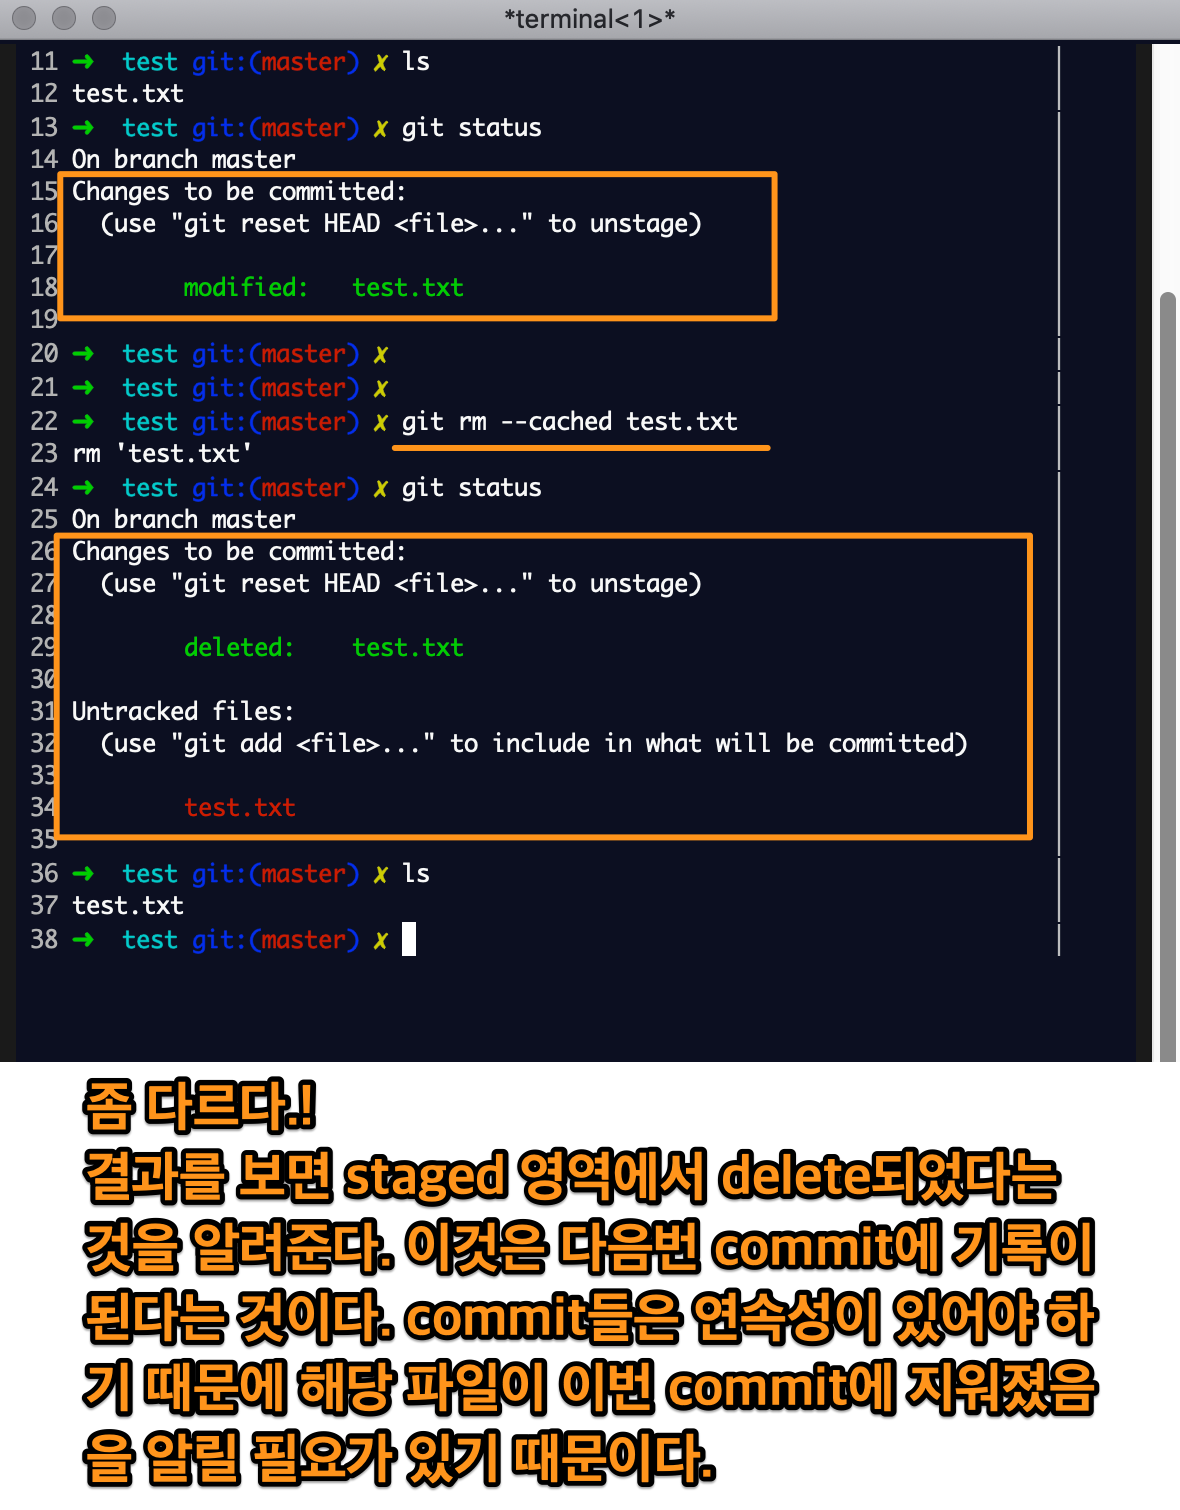 *terminal<1>*
11 ➜  test git:(master) ✗ ls
12 test.txt
13 ➜  test git:(master) ✗ git status
14 On branch master
15 Changes to be committed:
16   (use "git reset HEAD <file>..." to unstage)
17
18         modified:   test.txt
19
20 ➜  test git:(master) ✗
21 ➜  test git:(master) ✗
22 ➜  test git:(master) ✗ git rm --cached test.txt
23 rm 'test.txt'
24 ➜  test git:(master) ✗ git status
25 On branch master
26 Changes to be committed:
27   (use "git reset HEAD <file>..." to unstage)
28
29         deleted:    test.txt
30
31 Untracked files:
32   (use "git add <file>..." to include in what will be committed)
33
34         test.txt
35
36 ➜  test git:(master) ✗ ls
37 test.txt
38 ➜  test git:(master) ✗
좀 다르다.!
결과를 보면 staged 영역에서 delete되었다는
것을 알려준다. 이것은 다음번 commit에 기록이
된다는 것이다. commit들은 연속성이 있어야 하
기 때문에 해당 파일이 이번 commit에 지워졌음
을 알릴 필요가 있기 때문이다.